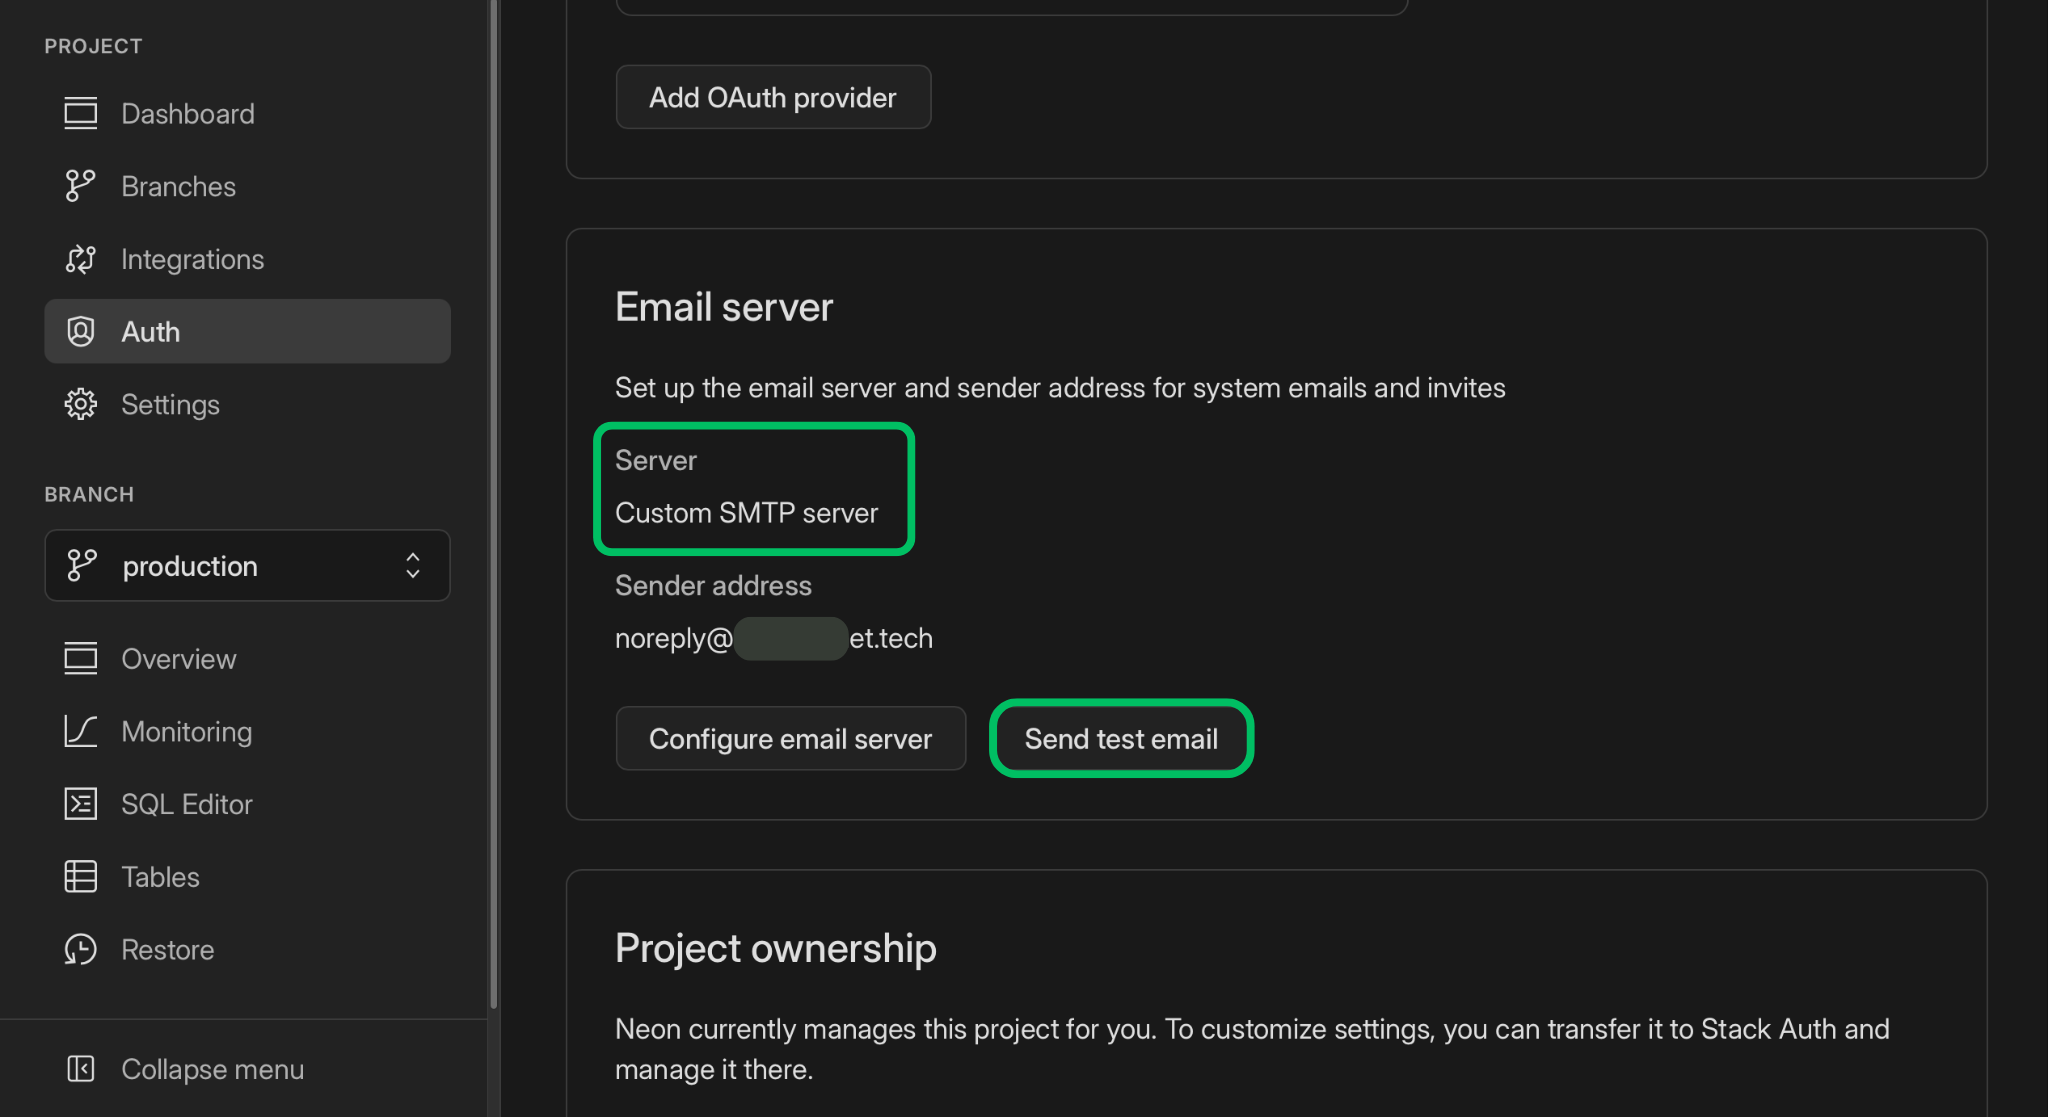 PROJECT
Dashboard
Branches
Integrations
Auth
Settings
BRANCH
production
Overview
Monitoring
SQL Editor
Tables
Restore
Collapse menu
Add OAuth provider
Email server
Set up the email server and sender address for system emails and invites
Server
Custom SMTP server
Sender address
noreply@ et.tech
Configure email server
Send test email
Project ownership
Neon currently manages this project for you. To customize settings, you can transfer it to Stack Auth and
manage it there.